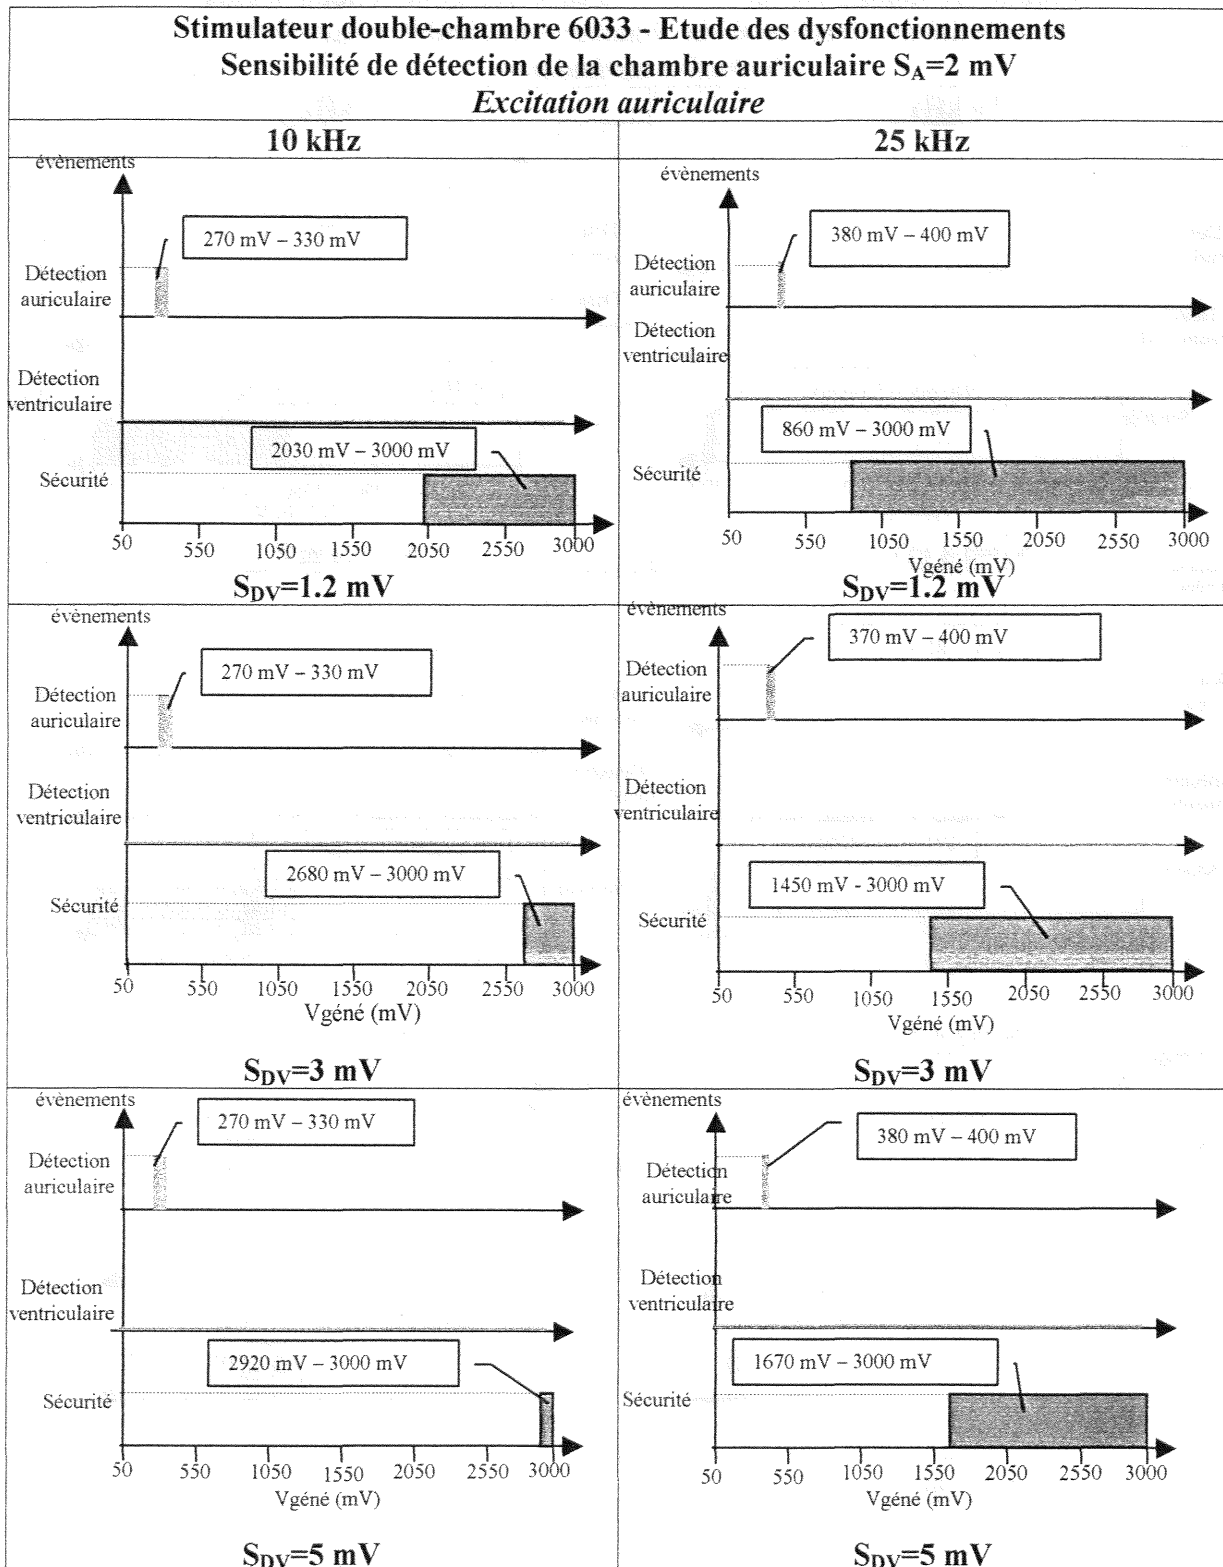 Stimulateur double-chambre 6033 - Etude des dysfonctionnements
Sensibilité de détection de la chambre auriculaire SA=2 mV
Excitation auriculaire
10 kHz
évènements
270 mV – 330 mV
Détection
auriculaire
Détection
ventriculaire
2030 mV – 3000 mV
Sécurité
50 550 1050 1550 2050 2550 3000
SDV=1.2 mV
25 kHz
évènements
380 mV – 400 mV
Détection
auriculaire
Détection
ventriculaire
860 mV – 3000 mV
Sécurité
50 550 1050 1550 2050 2550 3000
Vgéné (mV)
SDV=1.2 mV
évènements
270 mV – 330 mV
Détection
auriculaire
Détection
ventriculaire
2680 mV – 3000 mV
Sécurité
50 550 1050 1550 2050 2550 3000
Vgéné (mV)
SDV=3 mV
évènements
370 mV – 400 mV
Détection
auriculaire
Détection
ventriculaire
1450 mV - 3000 mV
Sécurité
50 550 1050 1550 2050 2550 3000
Vgéné (mV)
SDV=3 mV
évènements
270 mV – 330 mV
Détection
auriculaire
Détection
ventriculaire
2920 mV – 3000 mV
Sécurité
50 550 1050 1550 2050 2550 3000
Vgéné (mV)
SDV=5 mV
évènements
380 mV – 400 mV
Détection
auriculaire
Détection
ventriculaire
1670 mV – 3000 mV
Sécurité
50 550 1050 1550 2050 2550 3000
Vgéné (mV)
SDV=5 mV